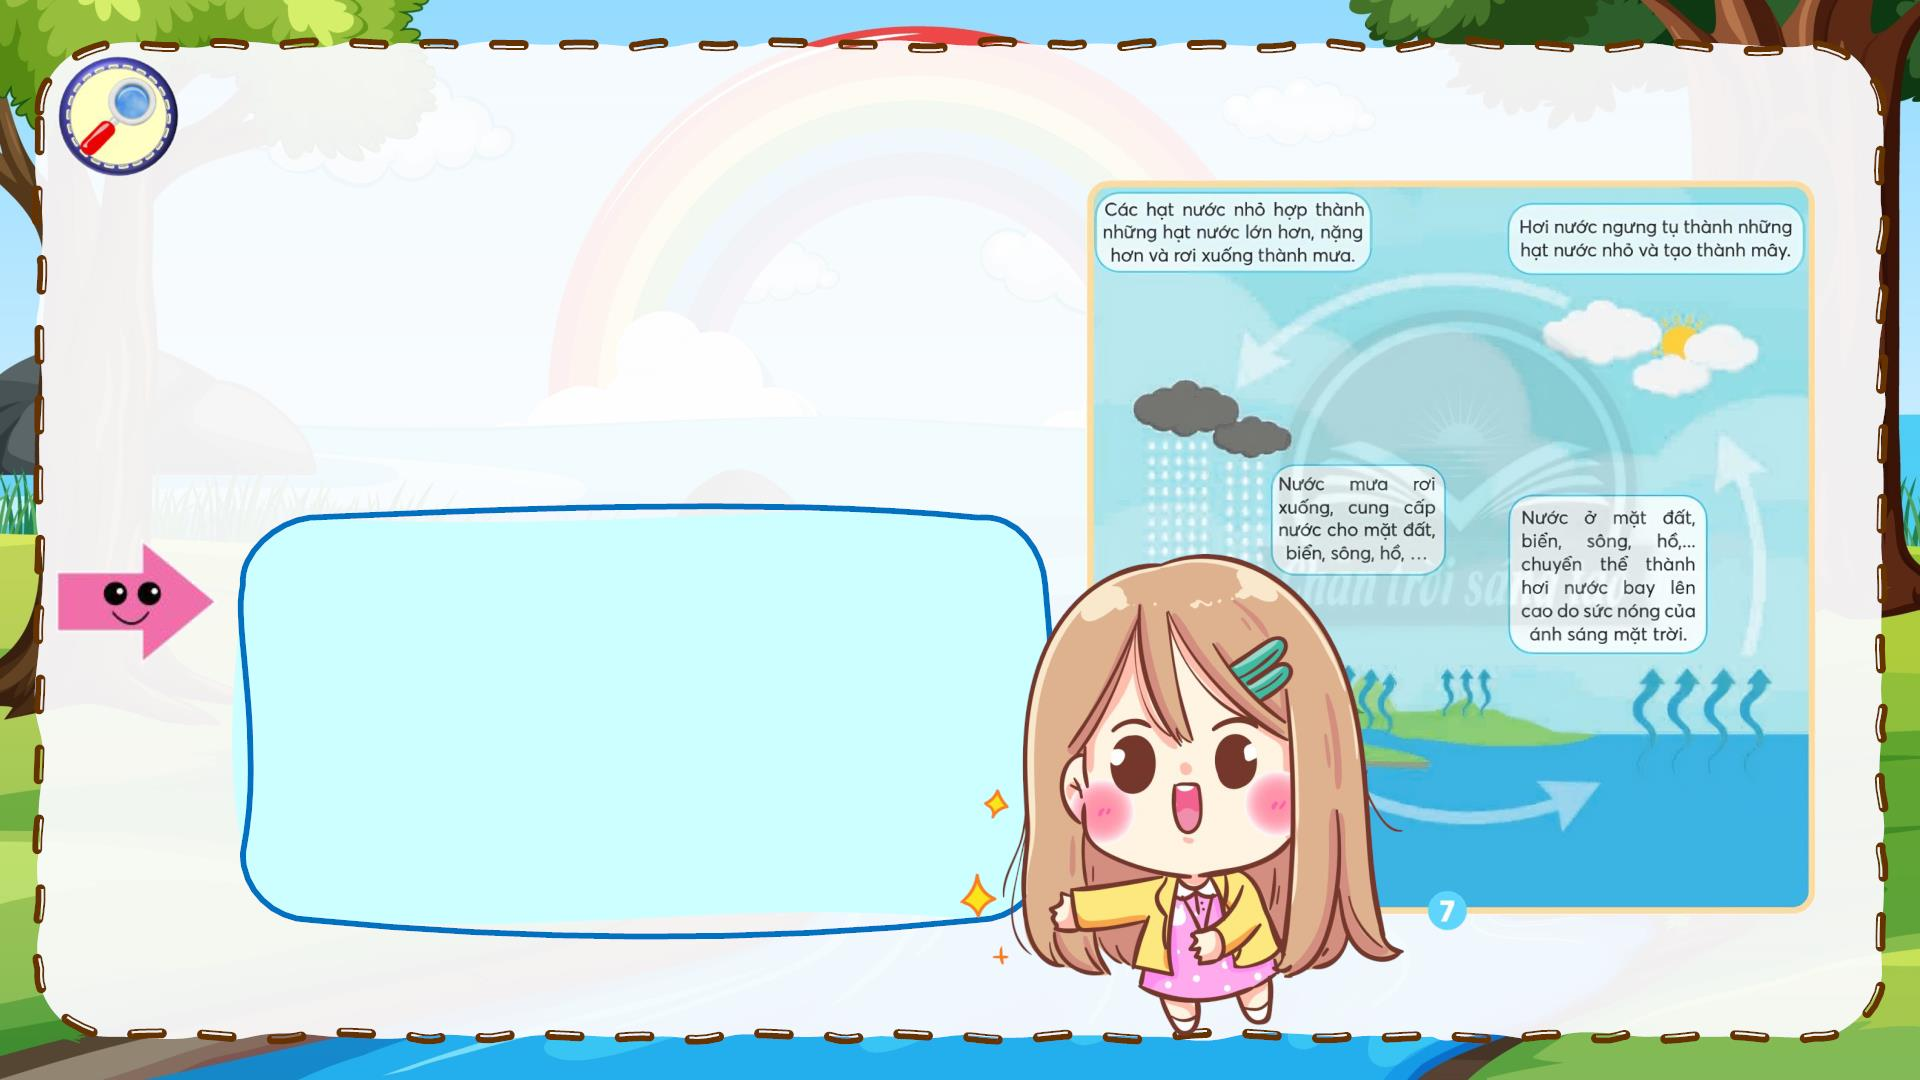 Các hạt nước nhỏ hợp thành
những hạt nước lớn hơn, nặng
hơn và rơi xuống thành mưa.
Hơi nước ngưng tụ thành những
hạt nước nhỏ và tạo thành mây.
Nước mưa rơi
xuống, cung cấp
nước cho mặt đất,
biển, sông, hồ, ...
Nước ở mặt đất,
biển, sông, hồ,...
chuyển thể thành
hơi nước bay lên
cao do sức nóng của
ánh sáng mặt trời.
7